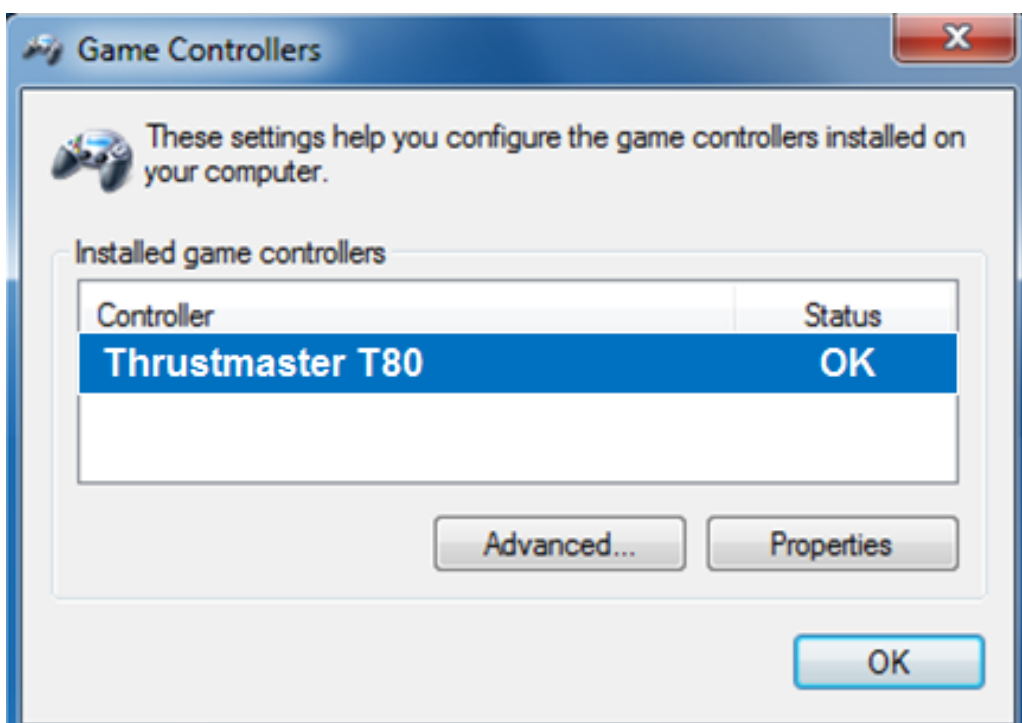 Game Controllers
These settings help you configure the game controllers installed on
your computer.
Installed game controllers
Controller Status
Thrustmaster T80 OK
Advanced... Properties
OK